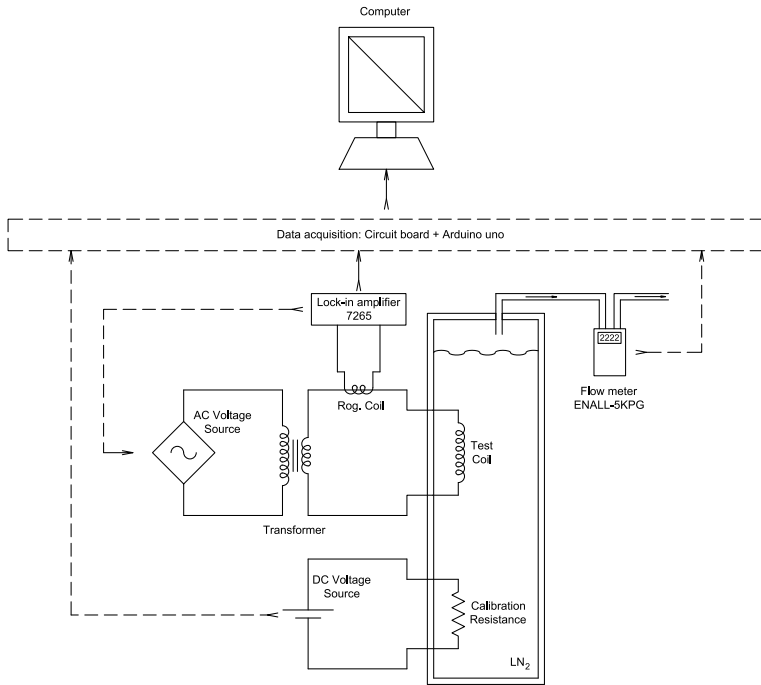 Computer
Data acquisition: Circuit board + Arduino uno
Lock-in amplifier
7265
2222
Flow meter
ENALL-5KPG
Rog. Coil
AC Voltage
Source
Test
Coil
Transformer
DC Voltage
Source
Calibration
Resistance
LN2